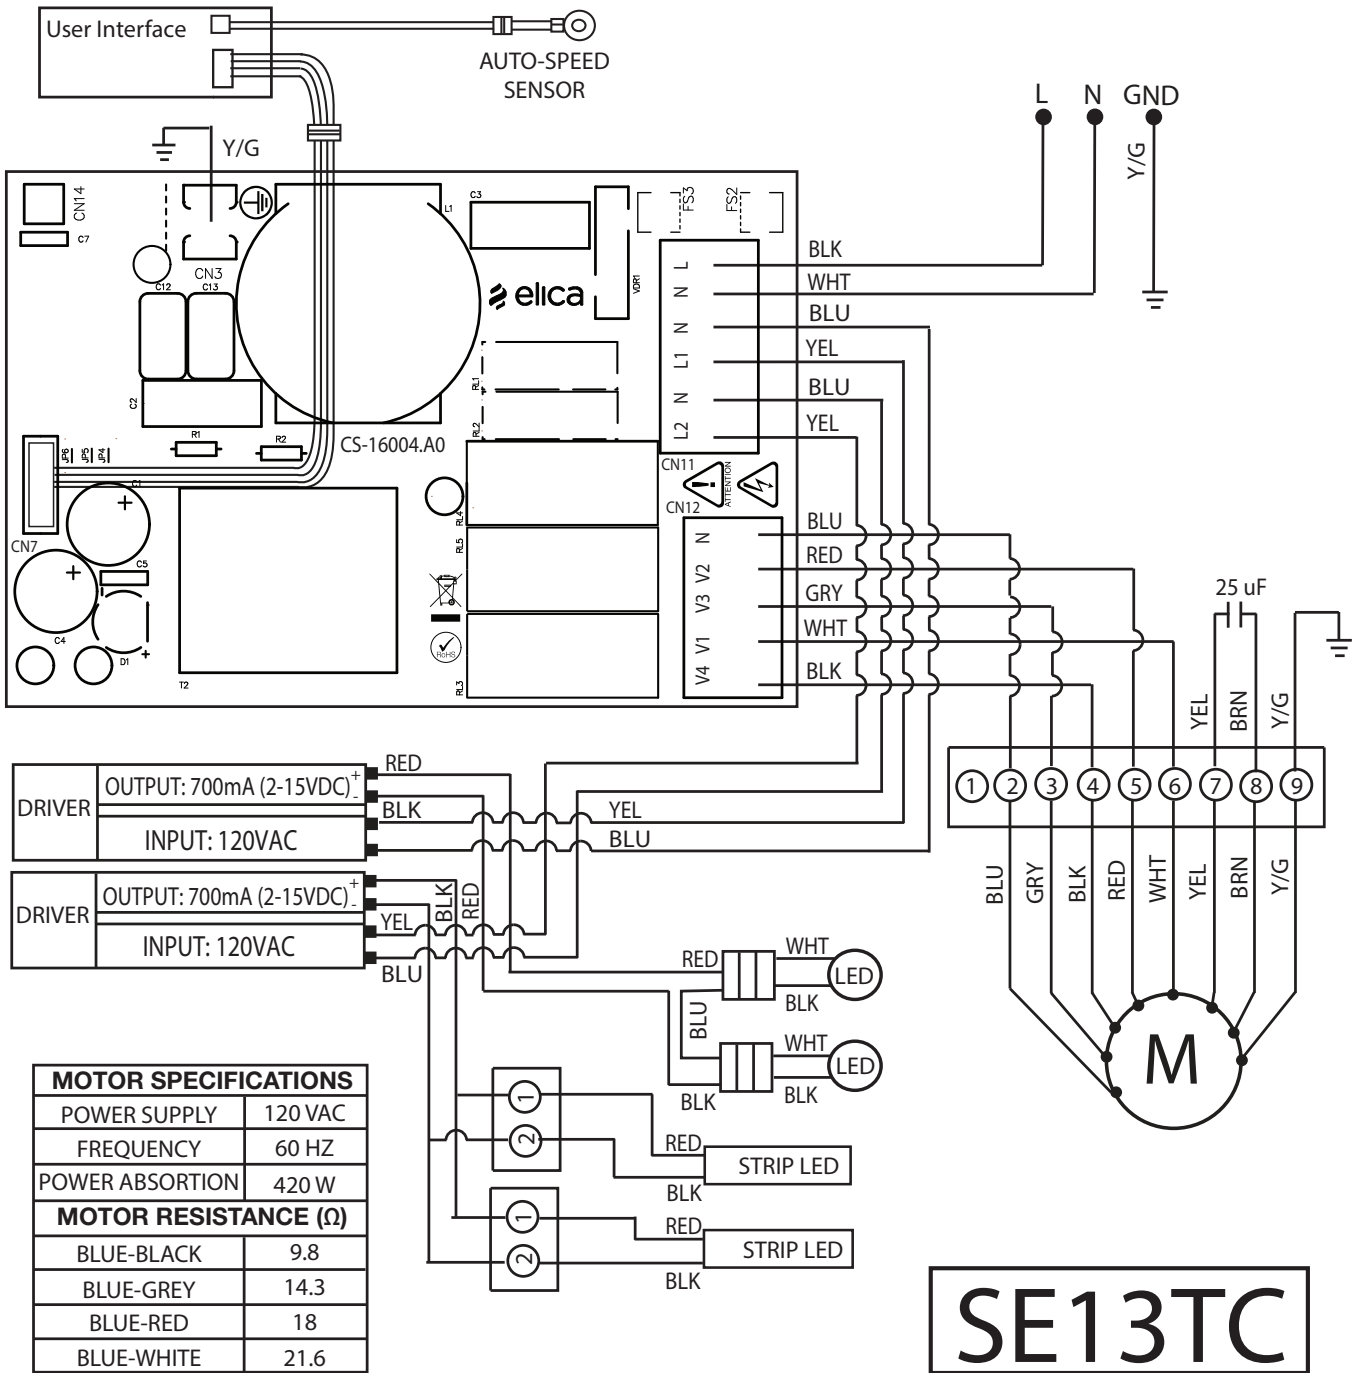 User Interface
AUTO-SPEED
SENSOR
L N GND
Y/G
Y/G
CN14
C7
CN3
C12 C13
L1
C3
VDR1
FS3
FS2
elica
L BLK
N WHT
N BLU
L1 YEL
N BLU
L2 YEL
RL1
RL2
C2
R1
R2
CS-16004.A0
JP6 JP5 JP4
CN11
ATTENTION
CN12
C1
+
RL4
CN7
N BLU
V2 RED
V3 GRY
V1 WHT
V4 BLK
RL5
C5
+
C4
D1
+
RoHS
T2
RL3
25 uF
YEL BRN Y/G
1 2 3 4 5 6 7 8 9
BLU GRY BLK RED WHT YEL BRN Y/G
M
DRIVER
OUTPUT: 700mA (2-15VDC)
+
-
INPUT: 120VAC
RED
BLK
YEL
BLU
DRIVER
OUTPUT: 700mA (2-15VDC)
+
-
INPUT: 120VAC
YEL
BLU
BLK
RED
RED WHT
LED
BLK
BLU
WHT
LED
BLK BLK
1
2
RED
STRIP LED
BLK
1
2
RED
STRIP LED
BLK
MOTOR SPECIFICATIONS
POWER SUPPLY 120 VAC
FREQUENCY 60 HZ
POWER ABSORTION 420 W
MOTOR RESISTANCE (Ω)
BLUE-BLACK 9.8
BLUE-GREY 14.3
BLUE-RED 18
BLUE-WHITE 21.6
SE13TC